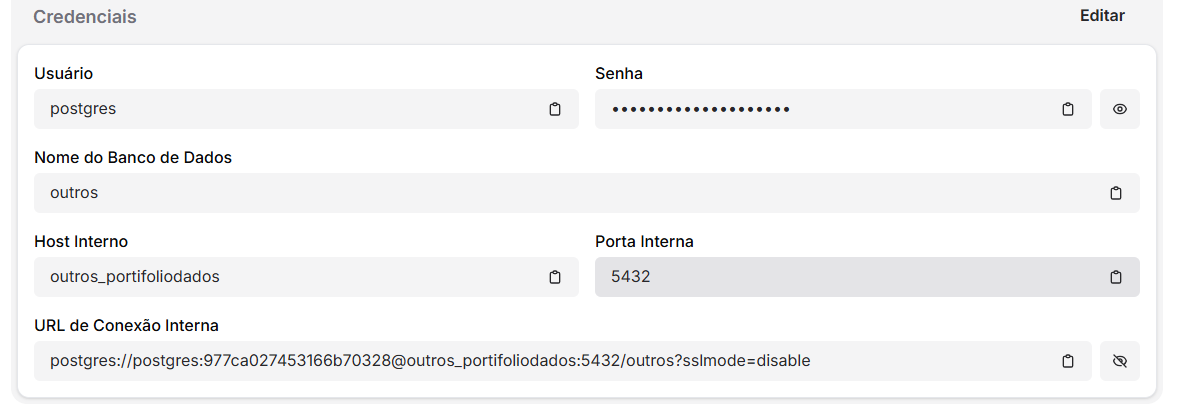 Credenciais
Editar
Usuário
Senha
postgres
••••••••••••••••••••
Nome do Banco de Dados
outros
Host Interno
Porta Interna
outros_portifoliodados
5432
URL de Conexão Interna
postgres://postgres:977ca027453166b70328@outros_portifoliodados:5432/outros?sslmode=disable